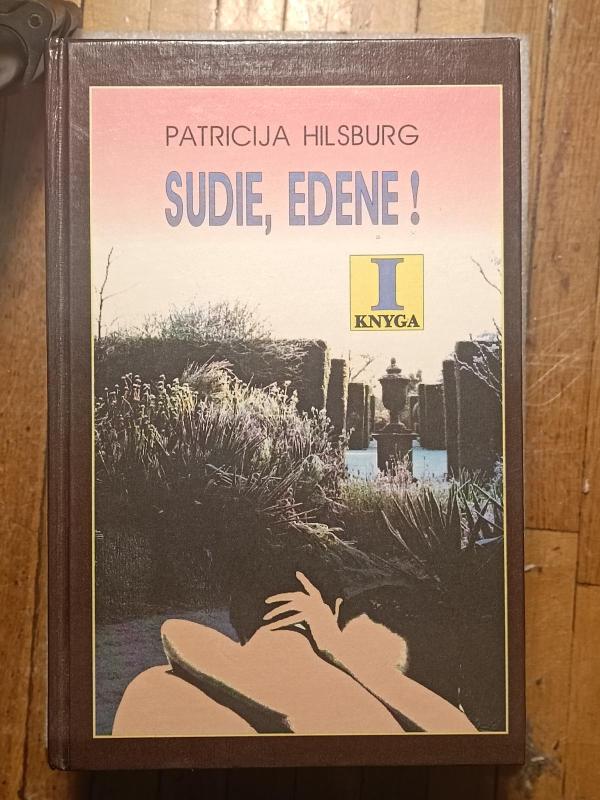 PATRICIJA HILSBURG
SUDIE, EDENE!
I
KNYGA